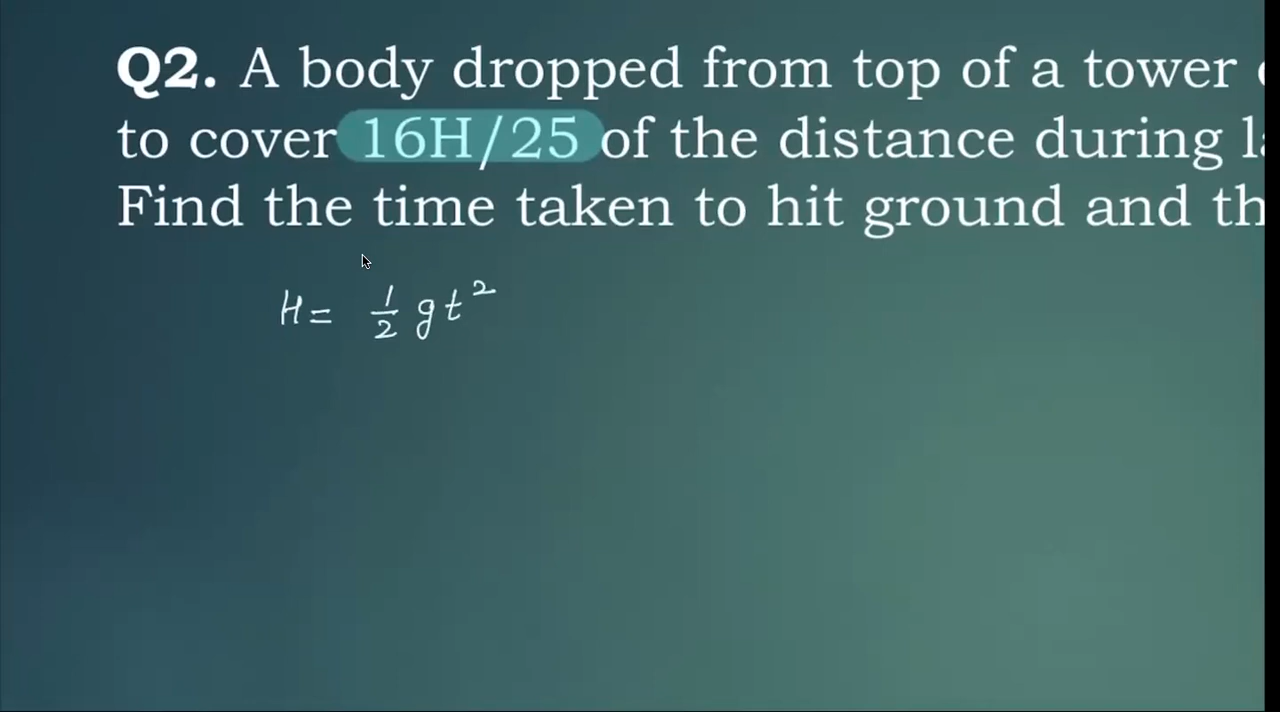 Q2. A body dropped from top of a tower
to cover 16H/25 of the distance during
Find the time taken to hit ground and
H = 1/2 gt²